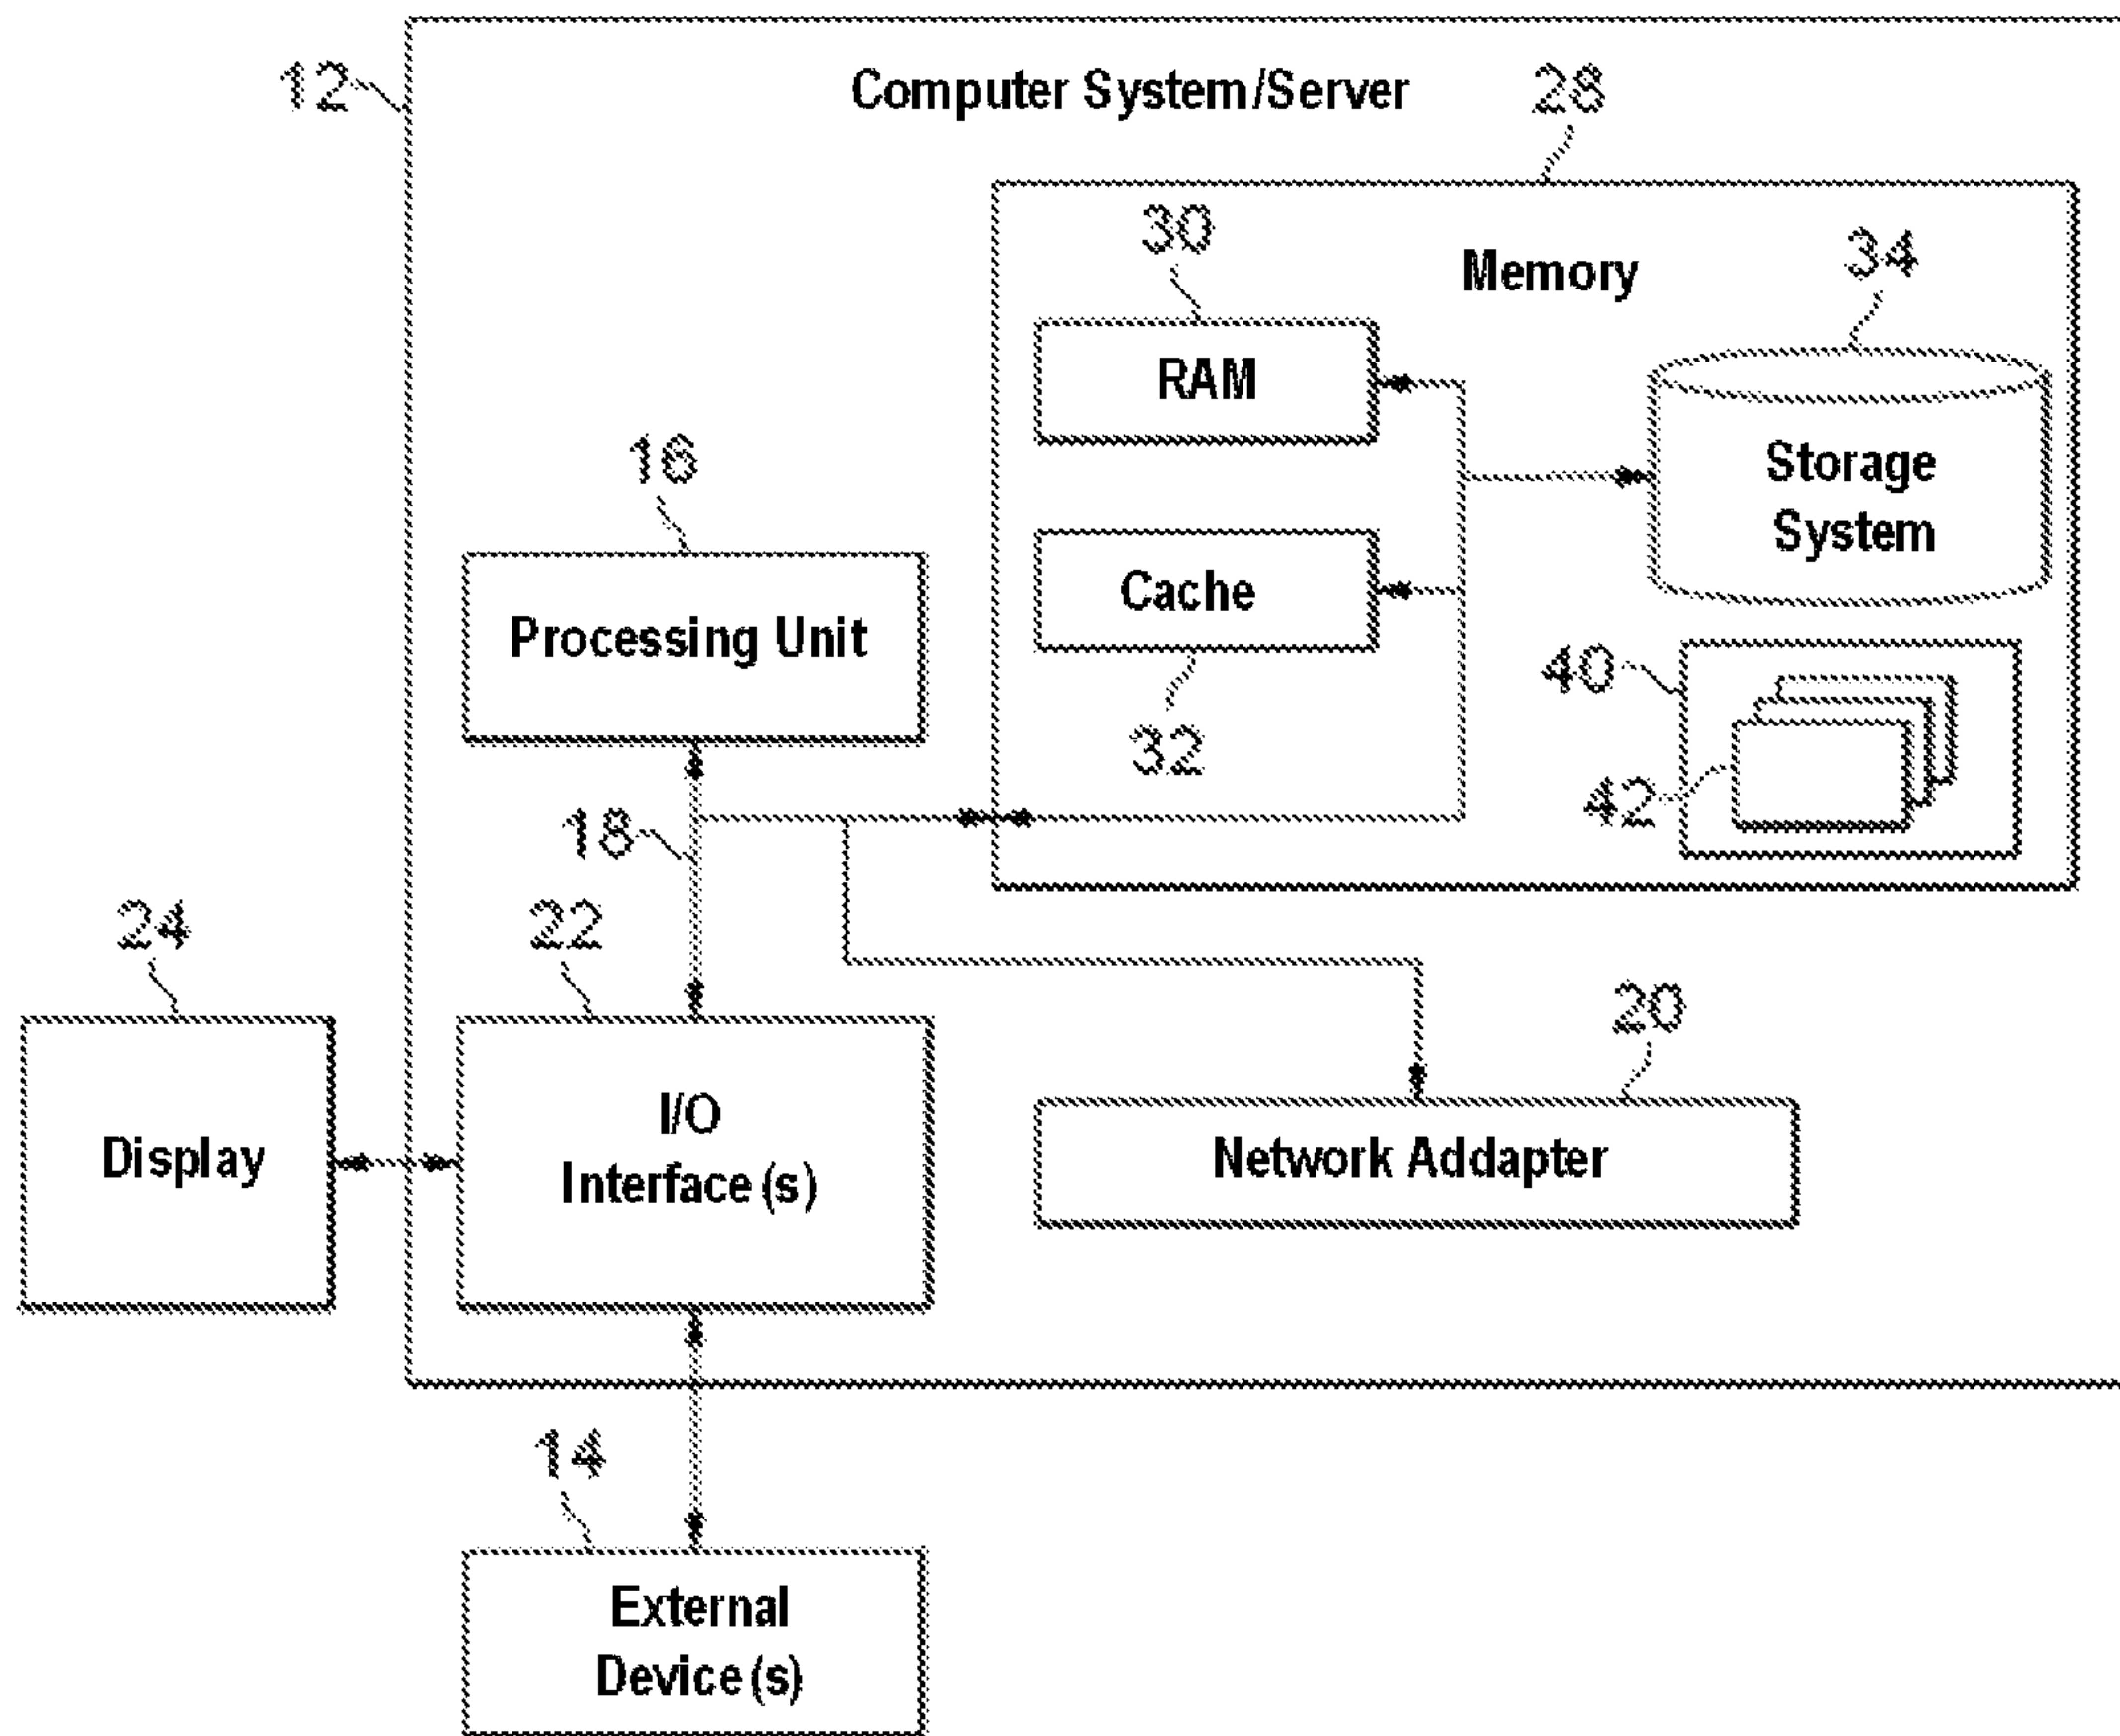 12
Computer System/Server
28
30
Memory
34
RAM
16
Storage
System
Cache
Processing Unit
40
32
42
18
24
22
20
I/O
Interface(s)
Display
Network Addapter
14
External
Device(s)